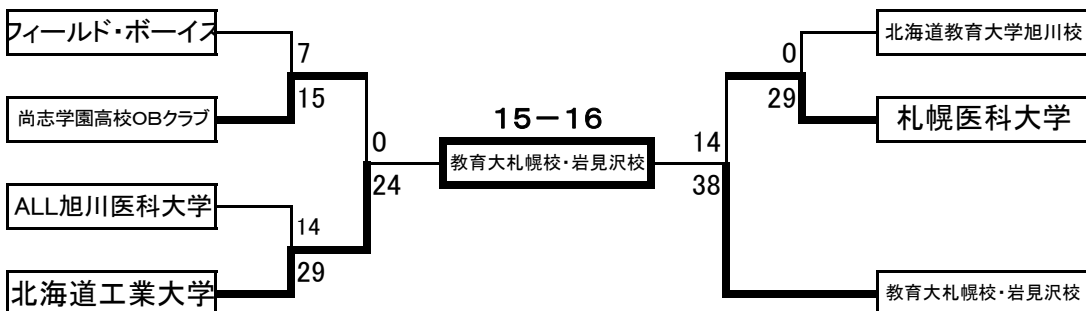 フィールド・ボーイズ
北海道教育大学旭川校
7
0
尚志学園高校OBクラブ
15
29
札幌医科大学
15－16
0
14
教育大札幌校・岩見沢校
24
38
ALL旭川医科大学
14
29
北海道工業大学
教育大札幌校・岩見沢校